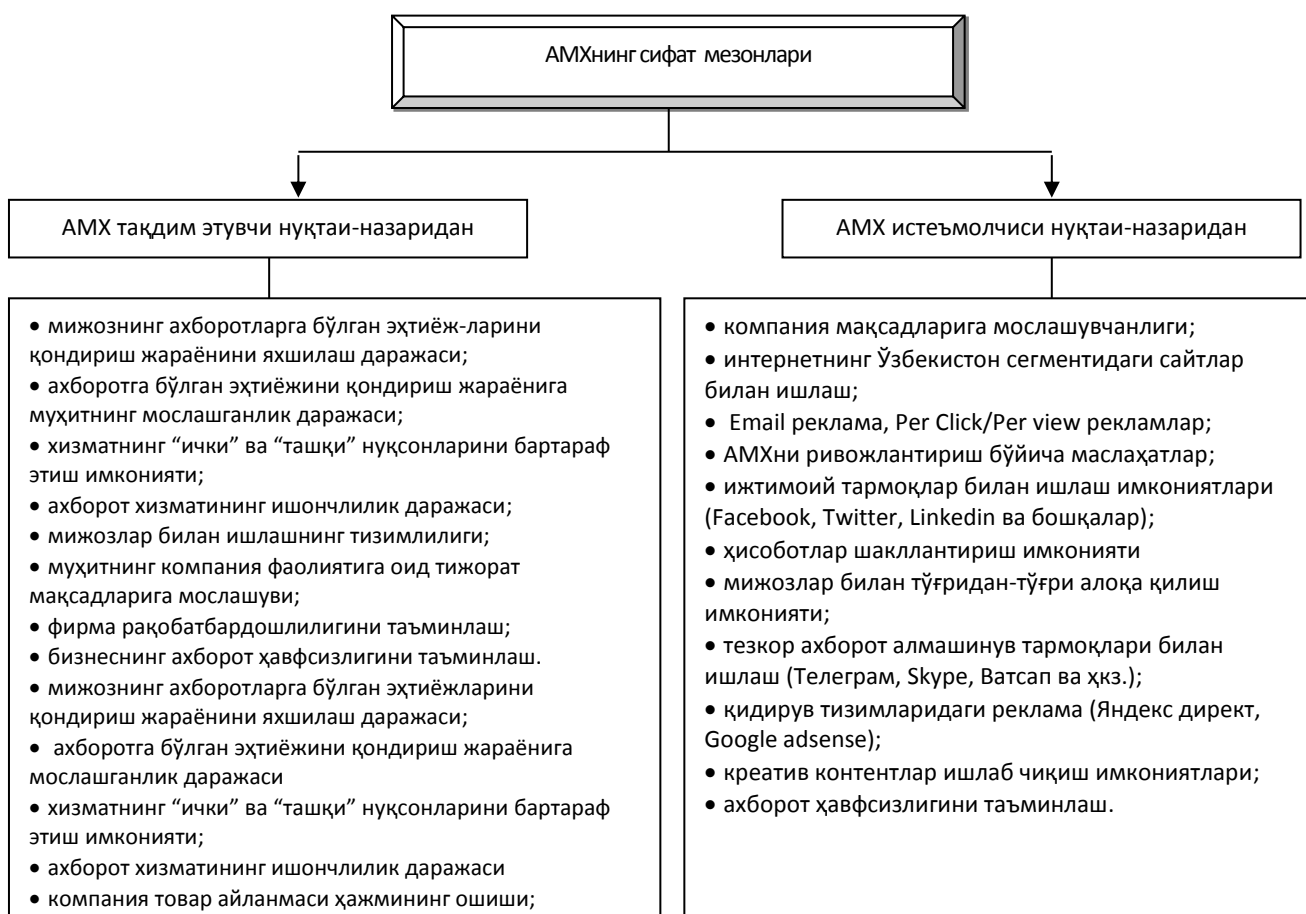 АМХнинг сифат мезонлари
АМХ тақдим этувчи нуқтаи-назаридан
АМХ истеъмолчиси нуқтаи-назаридан
• мижознинг ахборотларга бўлган эҳтиёж-ларини
қондириш жараёнини яхшилаш даражаси;
• ахборотга бўлган эҳтиёжини қондириш жараёнига
муҳитнинг мослашганлик даражаси;
• хизматнинг “ички” ва “ташқи” нуқсонларини бартараф
этиш имконияти;
• ахборот хизматининг ишончлилик даражаси;
• мижозлар билан ишлашнинг тизимлилиги;
• муҳитнинг компания фаолиятига оид тижорат
мақсадларига мослашуви;
• фирма рақобатбардошлилигини таъминлаш;
• бизнеснинг ахборот ҳавфсизлигини таъминлаш.
• мижознинг ахборотларга бўлган эҳтиёжларини
қондириш жараёнини яхшилаш даражаси;
• ахборотга бўлган эҳтиёжини қондириш жараёнига
мослашганлик даражаси
• хизматнинг “ички” ва “ташқи” нуқсонларини бартараф
этиш имконияти;
• ахборот хизматининг ишончлилик даражаси
• компания товар айланмаси ҳажмининг ошиши;
• компания мақсадларига мослашувчанлиги;
• интернетнинг Ўзбекистон сегментидаги сайтлар
билан ишлаш;
• Email реклама, Per Click/Per view рекламлар;
• АМХни ривожлантириш бўйича маслаҳатлар;
• ижтимоий тармоқлар билан ишлаш имкониятлари
(Facebook, Twitter, Linkedin ва бошқалар);
• ҳисоботлар шакллантириш имконияти
• мижозлар билан тўғридан-тўғри алоқа қилиш
имконияти;
• тезкор ахборот алмашинув тармоқлари билан
ишлаш (Телеграм, Skype, Ватсап ва ҳкз.);
• қидирув тизимларидаги реклама (Яндекс директ,
Google adsense);
• креатив контентлар ишлаб чиқиш имкониятлари;
• ахборот ҳавфсизлигини таъминлаш.